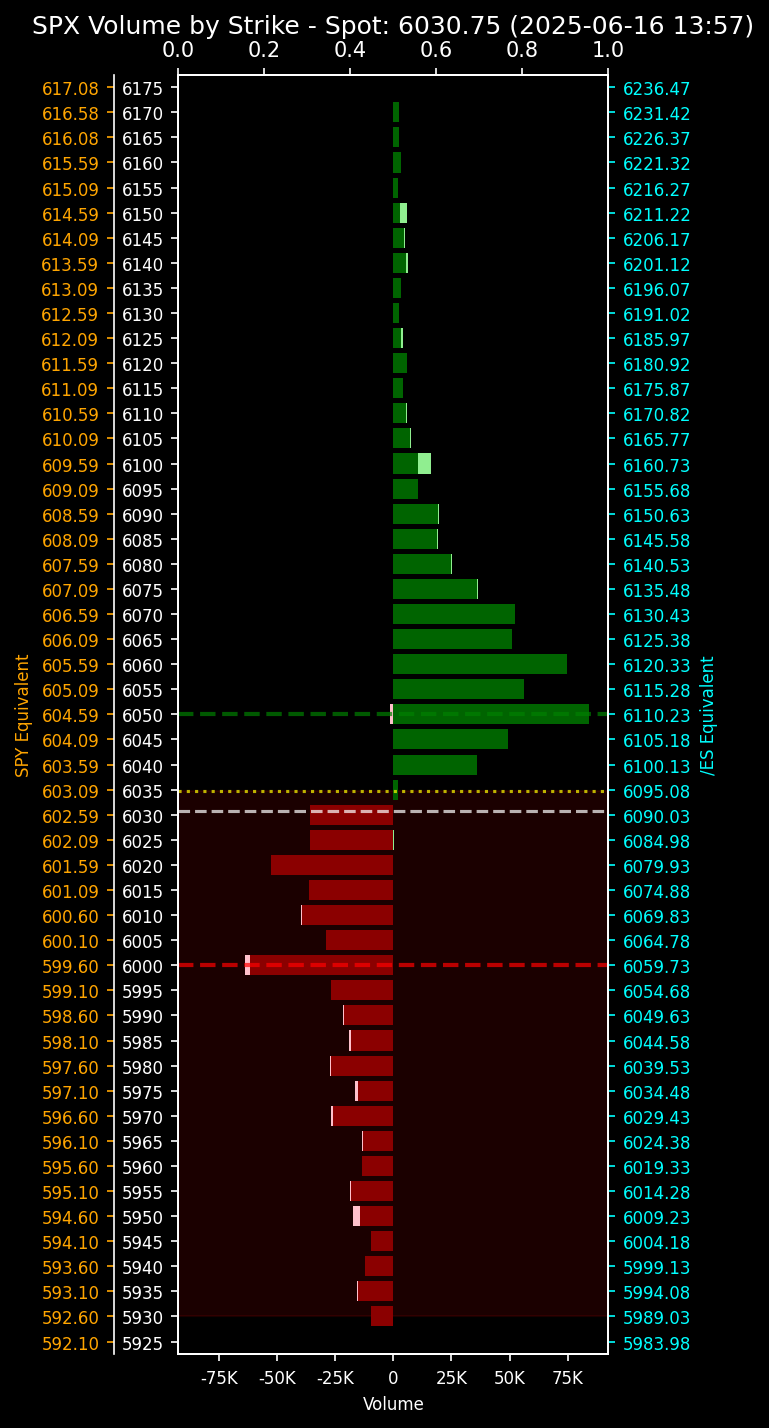 SPX Volume by Strike - Spot: 6030.75 (2025-06-16 13:57)
0.0 0.2 0.4 0.6 0.8 1.0
617.08 6175 6236.47
616.58 6170 6231.42
616.08 6165 6226.37
615.59 6160 6221.32
615.09 6155 6216.27
614.59 6150 6211.22
614.09 6145 6206.17
613.59 6140 6201.12
613.09 6135 6196.07
612.59 6130 6191.02
612.09 6125 6185.97
611.59 6120 6180.92
611.09 6115 6175.87
610.59 6110 6170.82
610.09 6105 6165.77
609.59 6100 6160.73
609.09 6095 6155.68
608.59 6090 6150.63
608.09 6085 6145.58
607.59 6080 6140.53
607.09 6075 6135.48
606.59 6070 6130.43
606.09 6065 6125.38
605.59 6060 6120.33
605.09 6055 6115.28
604.59 6050 6110.23
604.09 6045 6105.18
603.59 6040 6100.13
603.09 6035 6095.08
602.59 6030 6090.03
602.09 6025 6084.98
601.59 6020 6079.93
601.09 6015 6074.88
600.60 6010 6069.83
600.10 6005 6064.78
599.60 6000 6059.73
599.10 5995 6054.68
598.60 5990 6049.63
598.10 5985 6044.58
597.60 5980 6039.53
597.10 5975 6034.48
596.60 5970 6029.43
596.10 5965 6024.38
595.60 5960 6019.33
595.10 5955 6014.28
594.60 5950 6009.23
594.10 5945 6004.18
593.60 5940 5999.13
593.10 5935 5994.08
592.60 5930 5989.03
592.10 5925 5983.98
SPY Equivalent
/ES Equivalent
-75K -50K -25K 0 25K 50K 75K
Volume